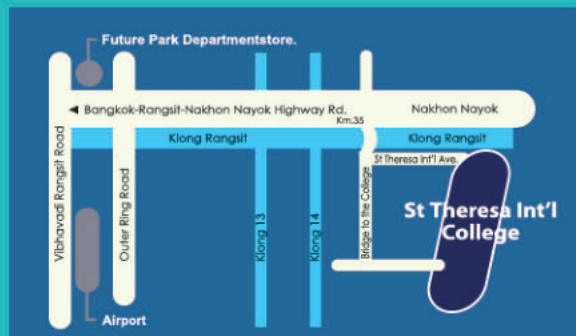 Future Park Departmentstore.
Bangkok-Rangsit-Nakhon Nayok Highway Rd.
Nakhon Nayok
Km.35
Klong Rangsit
Klong Rangsit
St Theresa Int'l Ave.
Vibhavadi Rangsit Road
Outer Ring Road
Klong 13
Klong 14
Bridge to the College
St Theresa Int'l
College
Airport